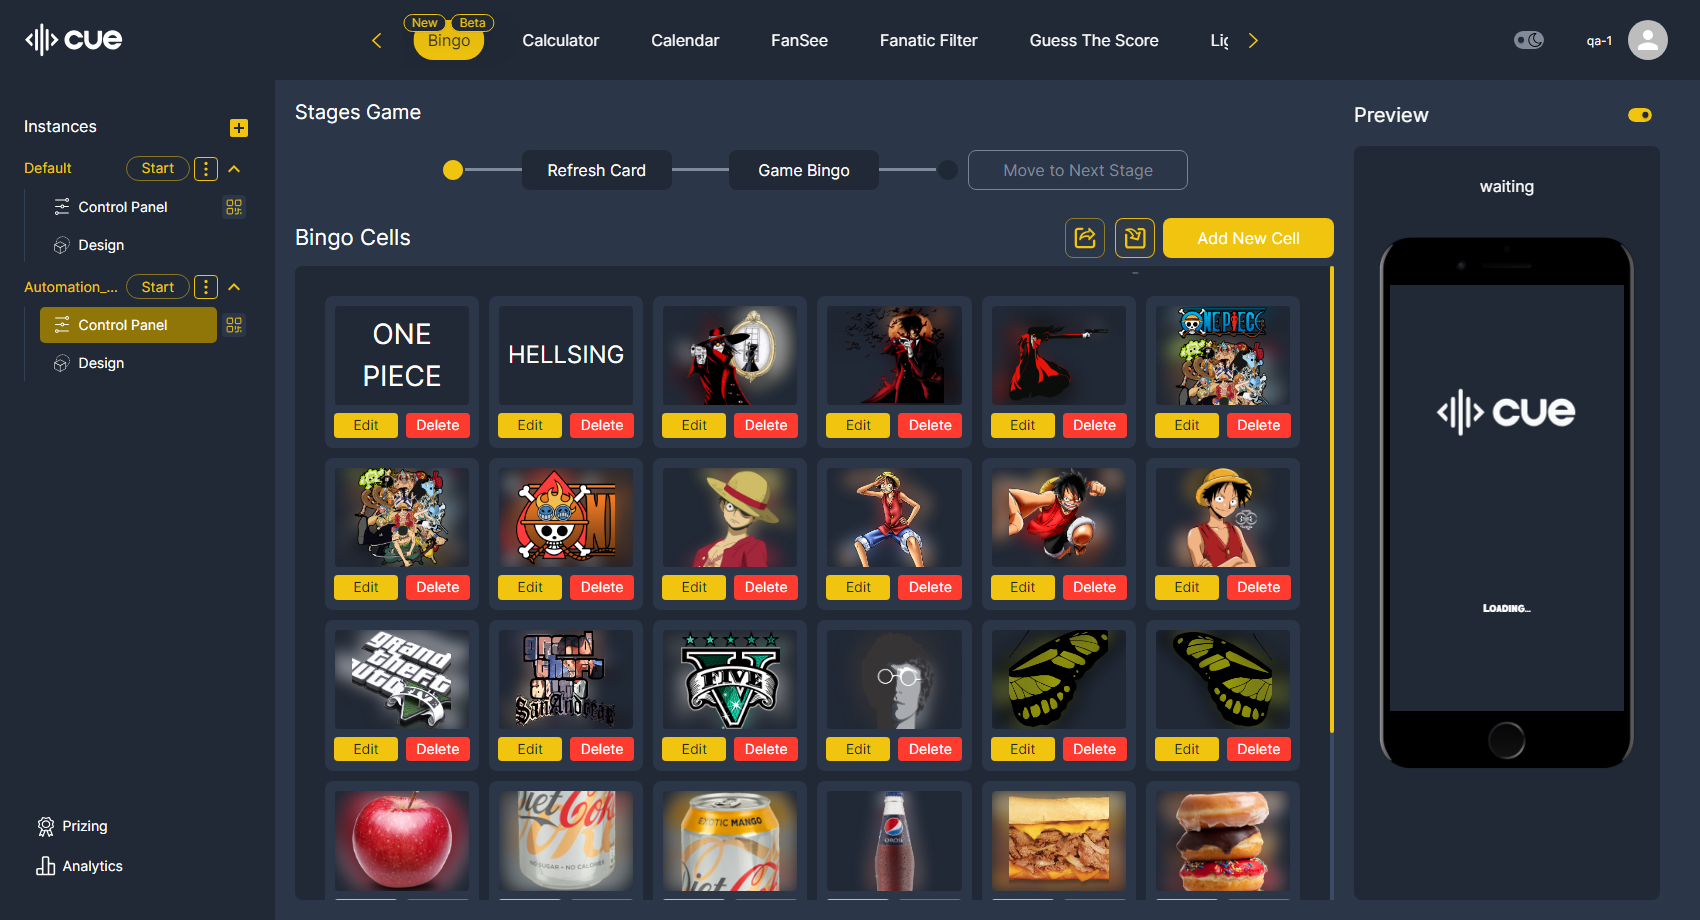 cue
New
Beta
Bingo
Calculator
Calendar
FanSee
Fanatic Filter
Guess The Score
qa-1
Instances
Default
Start
Control Panel
Design
Automation_...
Start
Control Panel
Design
Prizing
Analytics
Stages Game
Refresh Card
Game Bingo
Move to Next Stage
Bingo Cells
Add New Cell
ONE
PIECE
HELLSING
ONE PIECE
Edit Delete Edit Delete Edit Delete Edit Delete Edit Delete Edit Delete
Edit Delete Edit Delete Edit Delete Edit Delete Edit Delete Edit Delete
grand
theft
auto
FIVE
grand
theft
auto
San Andreas
V
FIVE
Edit Delete Edit Delete Edit Delete Edit Delete Edit Delete Edit Delete
Diet Coke
NO SUGAR • NO CALORIES
EXOTIC MANGO
Diet Coke
pepsi
Preview
waiting
cue
Loading...